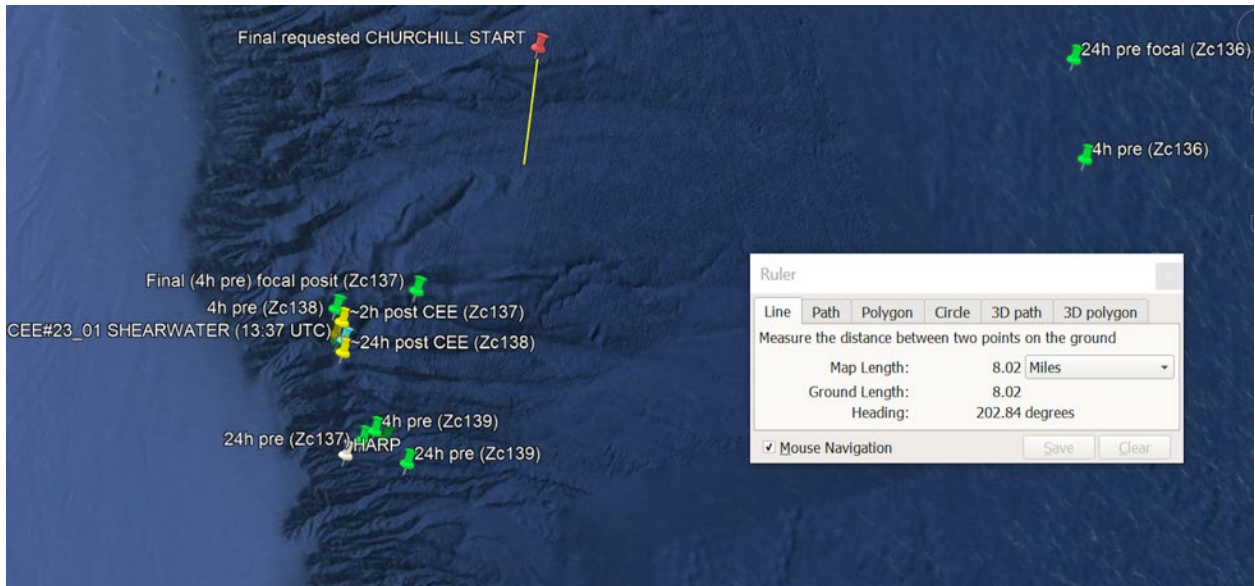 Final requested CHURCHILL START
24h pre focal (Zc136)
4h pre (Zc136)
Final (4h pre) focal posit (Zc137)
4h pre (Zc138)
~2h post CEE (Zc137)
CEE#23_01 SHEARWATER (13:37 UTC)
~24h post CEE (Zc138)
4h pre (Zc139)
24h pre (Zc137)
HARP
24h pre (Zc139)
Ruler
Line Path Polygon Circle 3D path 3D polygon
Measure the distance between two points on the ground
Map Length: 8.02 Miles
Ground Length: 8.02
Heading: 202.84 degrees
Mouse Navigation Save Clear